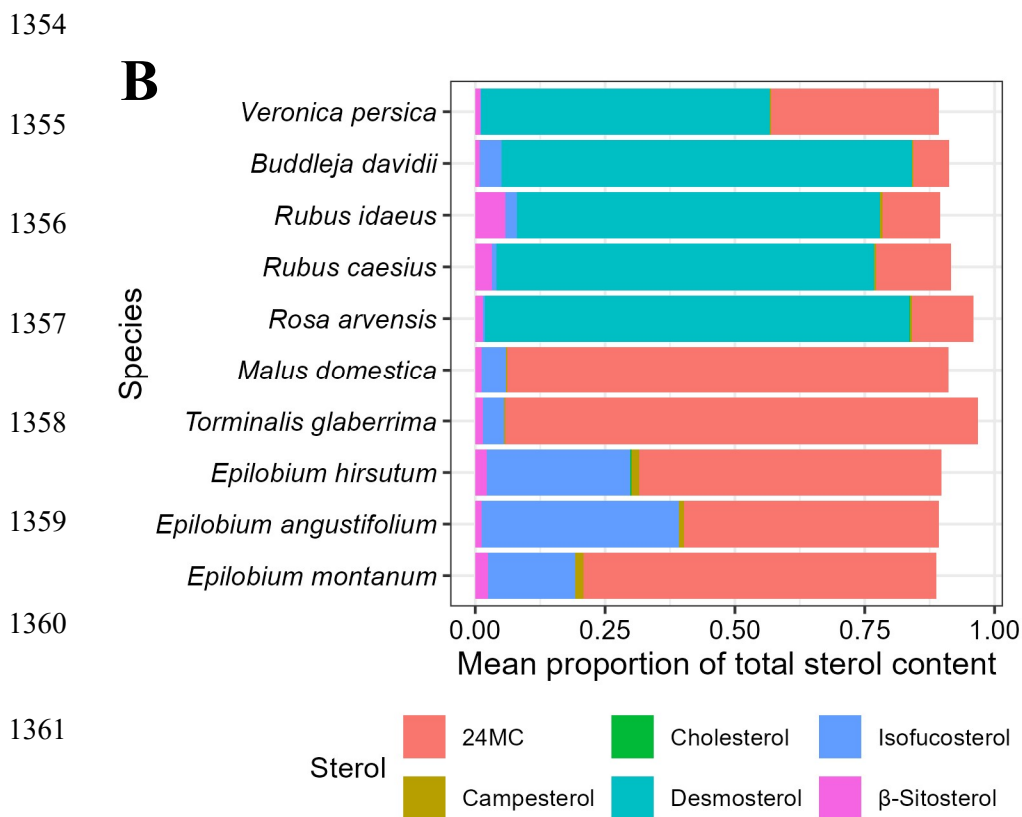 1354
B
1355
1356
1357
1358
1359
1360
1361
Species
Veronica persica
Buddleja davidii
Rubus idaeus
Rubus caesius
Rosa arvensis
Malus domestica
Torminalis glaberrima
Epilobium hirsutum
Epilobium angustifolium
Epilobium montanum
0.00 0.25 0.50 0.75 1.00
Mean proportion of total sterol content
Sterol
24MC Cholesterol Isofucosterol
Campesterol Desmosterol β-Sitosterol